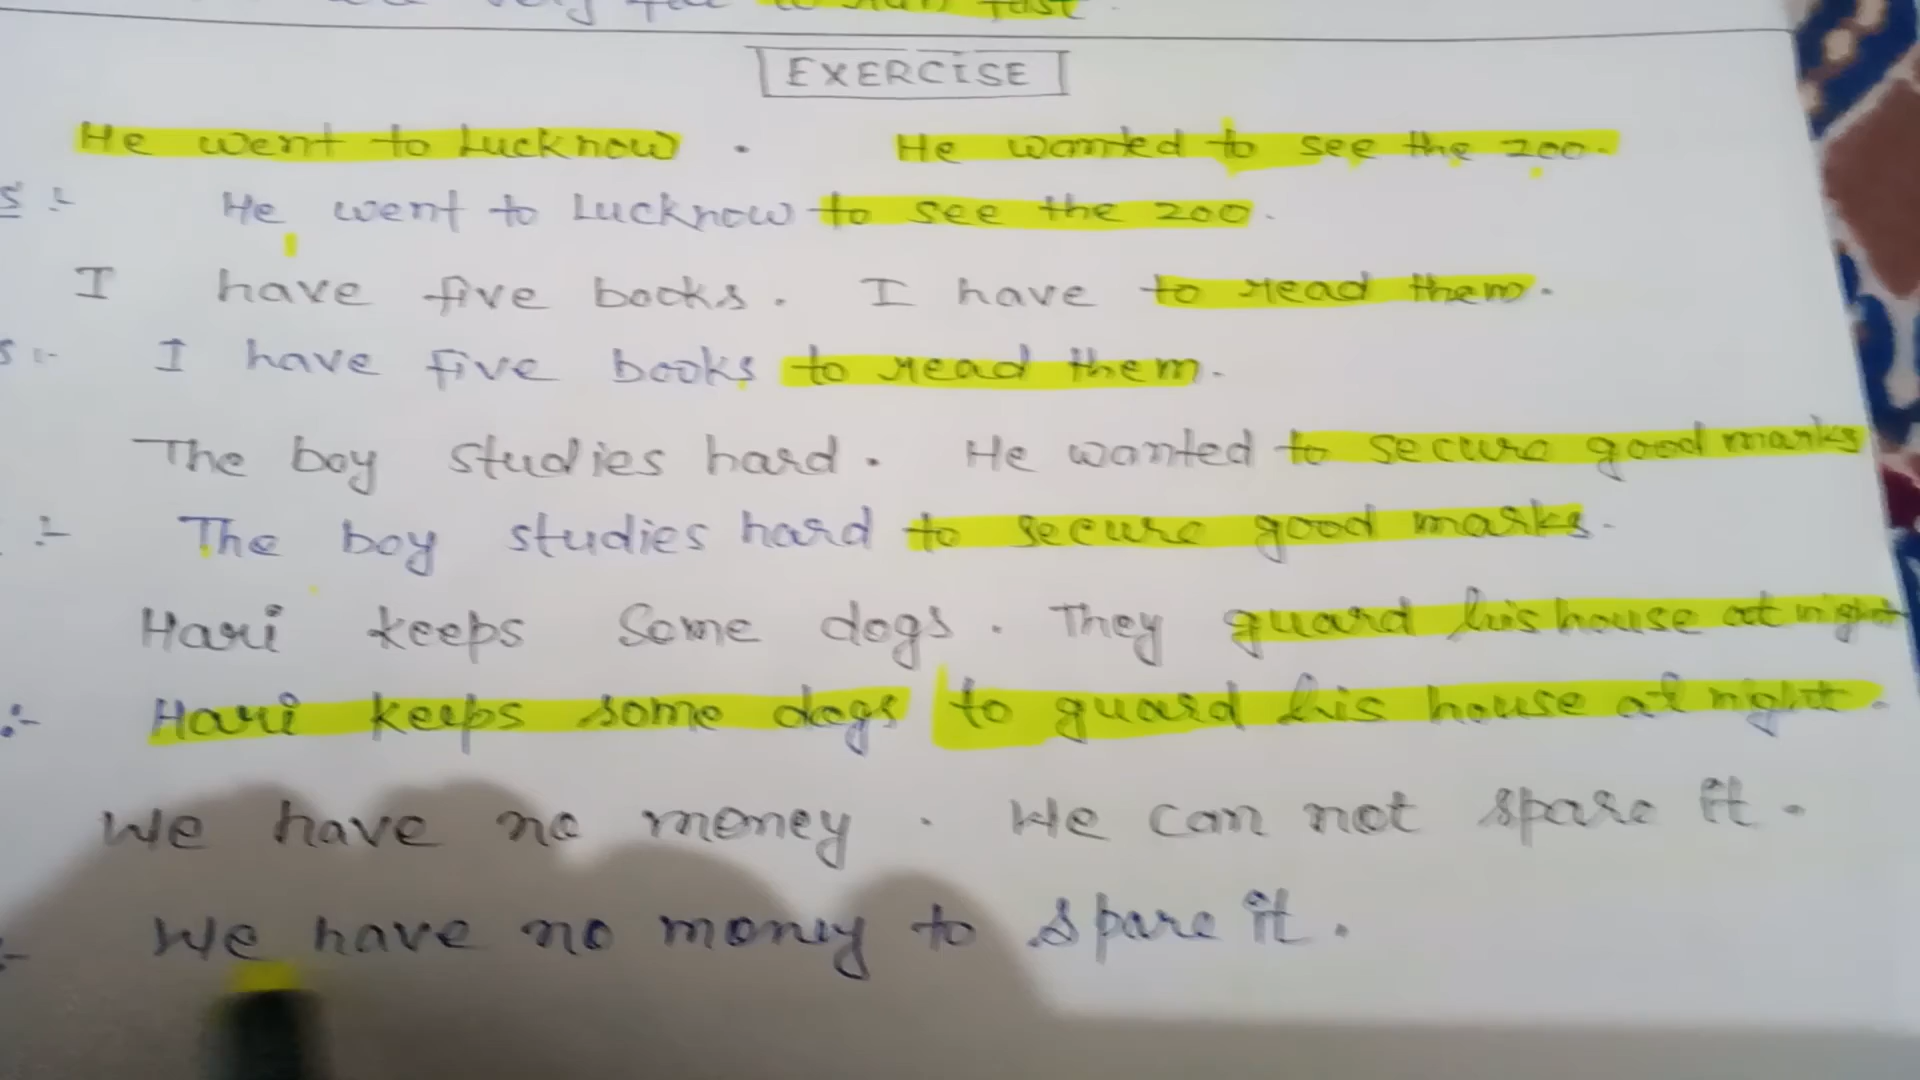 to run fast.
EXERCISE
He went to Lucknow. He wanted to see the zoo.
s :- He went to Lucknow to see the zoo.
I have five books. I have to read them.
s :- I have five books to read them.
The boy studies hard. He wanted to secure good marks
:- The boy studies hard to secure good marks.
Hari keeps some dogs. They guard his house at night
:- Hari keeps some dogs to guard his house at night.
We have no money. We can not spare it.
:- We have no money to spare it.